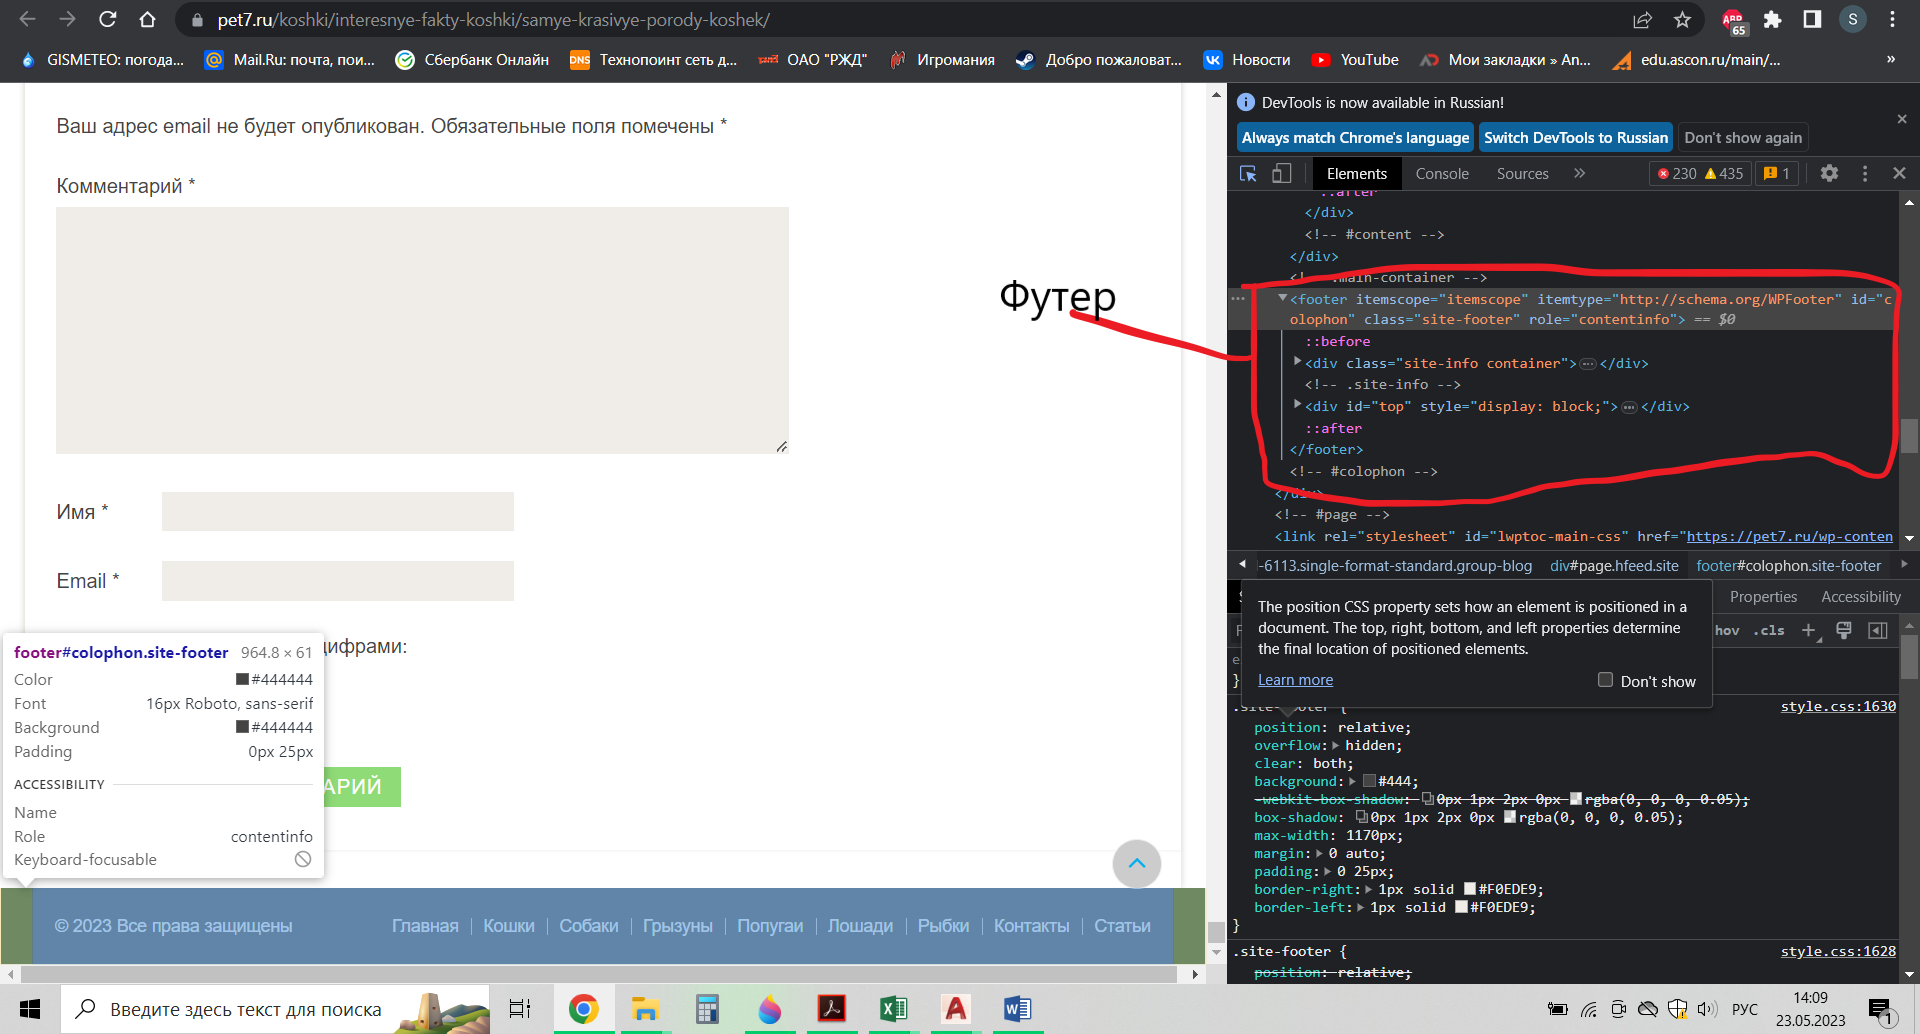 pet7.ru/koshki/interesnye-fakty-koshki/samye-krasivye-porody-koshek/
ABP 65
S
GISMETEO: погода...
@ Mail.Ru: почта, пои...
Сбербанк Онлайн
DNS Технопоинт сеть д...
ОАО "РЖД"
Игромания
Добро пожаловат...
Новости
YouTube
Мои закладки » An...
edu.ascon.ru/main/...
»
Ваш адрес email не будет опубликован. Обязательные поля помечены *
Комментарий *
Имя *
Email *
цифрами:
АРИЙ
Футер
footer#colophon.site-footer 964.8 × 61
Color #444444
Font 16px Roboto, sans-serif
Background #444444
Padding 0px 25px
ACCESSIBILITY
Name
Role contentinfo
Keyboard-focusable
© 2023 Все права защищены
Главная | Кошки | Собаки | Грызуны | Попугаи | Лошади | Рыбки | Контакты | Статьи
DevTools is now available in Russian!
Always match Chrome's language
Switch DevTools to Russian
Don't show again
Elements Console Sources » 230 435 1
::after
</div>
<!-- #content -->
</div>
.main-container -->
<footer itemscope="itemscope" itemtype="http://schema.org/WPFooter" id="c
olophon" class="site-footer" role="contentinfo"> == $0
::before
<div class="site-info container"> … </div>
<!-- .site-info -->
<div id="top" style="display: block;"> … </div>
::after
</footer>
<!-- #colophon -->
</div>
<!-- #page -->
<link rel="stylesheet" id="lwptoc-main-css" href="https://pet7.ru/wp-conten
-6113.single-format-standard.group-blog div#page.hfeed.site footer#colophon.site-footer
Properties Accessibility
:hov .cls +
The position CSS property sets how an element is positioned in a
document. The top, right, bottom, and left properties determine
the final location of positioned elements.
Learn more
Don't show
}
.site-footer { style.css:1630
position: relative;
overflow: hidden;
clear: both;
background: #444;
-webkit-box-shadow: 0px 1px 2px 0px rgba(0, 0, 0, 0.05);
box-shadow: 0px 1px 2px 0px rgba(0, 0, 0, 0.05);
max-width: 1170px;
margin: 0 auto;
padding: 0 25px;
border-right: 1px solid #F0EDE9;
border-left: 1px solid #F0EDE9;
}
.site-footer { style.css:1628
position: relative;
Введите здесь текст для поиска
РУС
14:09
23.05.2023
1